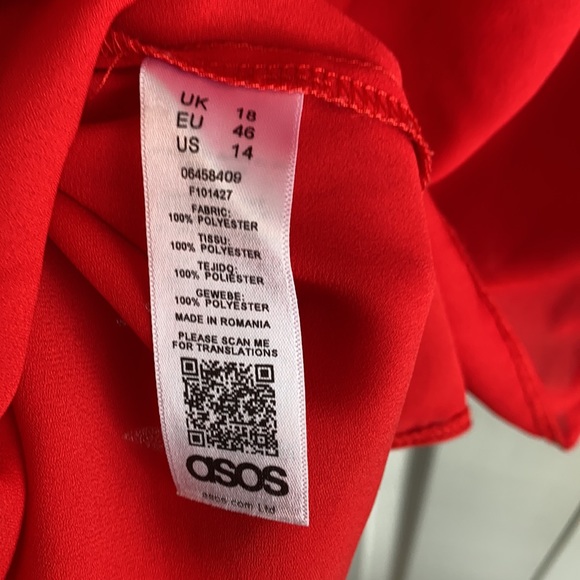 UK 18
EU 46
US 14
06458409
F101427
FABRIC:
100% POLYESTER
TISSU:
100% POLYESTER
TEJIDO:
100% POLIÉSTER
GEWEBE:
100% POLYESTER
MADE IN ROMANIA
PLEASE SCAN ME
FOR TRANSLATIONS
asos
asos.com Ltd